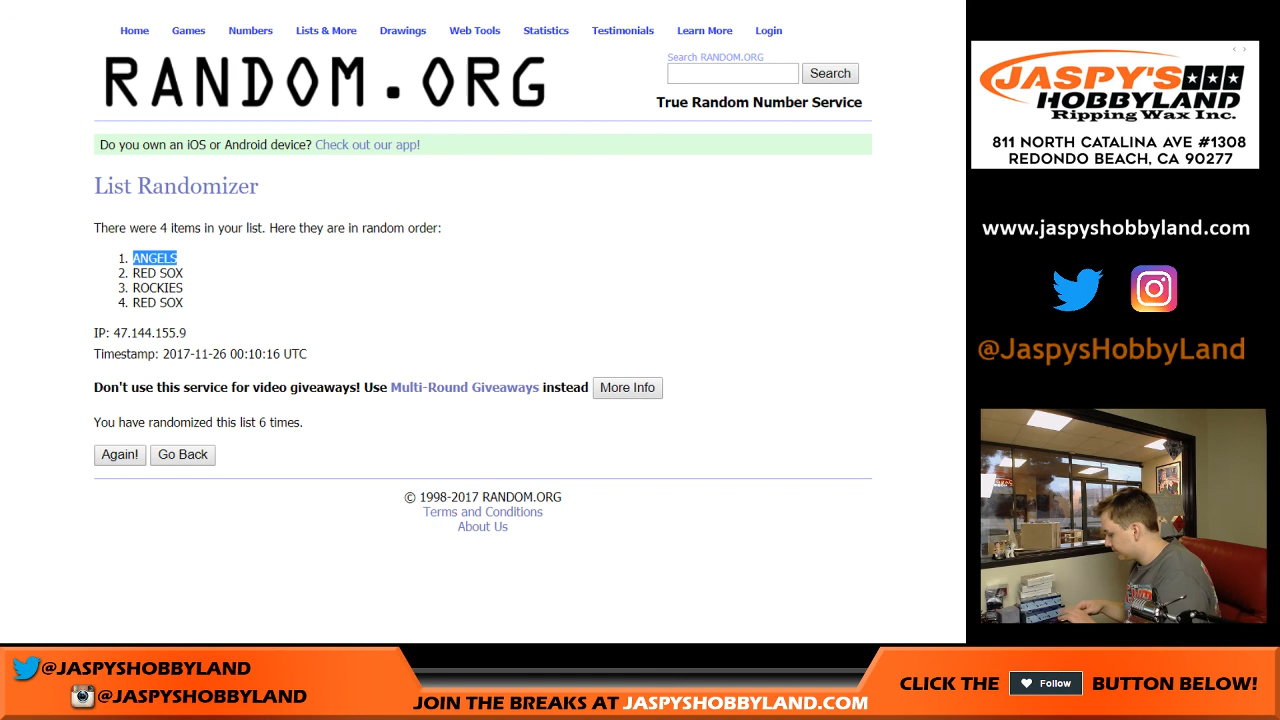 Home Games Numbers Lists & More Drawings Web Tools Statistics Testimonials Learn More Login
RANDOM.ORG
Search RANDOM.ORG
Search
True Random Number Service
Do you own an iOS or Android device? Check out our app!
List Randomizer
There were 4 items in your list. Here they are in random order:
1. ANGELS
2. RED SOX
3. ROCKIES
4. RED SOX
IP: 47.144.155.9
Timestamp: 2017-11-26 00:10:16 UTC
Don't use this service for video giveaways! Use Multi-Round Giveaways instead More Info
You have randomized this list 6 times.
Again! Go Back
© 1998-2017 RANDOM.ORG
Terms and Conditions
About Us
JASPY'S
HOBBYLAND
Ripping Wax Inc.
811 NORTH CATALINA AVE #1308
REDONDO BEACH, CA 90277
www.jaspyshobbyland.com
@JaspysHobbyLand
@JASPYSHOBBYLAND
@JASPYSHOBBYLAND
JOIN THE BREAKS AT JASPYSHOBBYLAND.COM
CLICK THE Follow BUTTON BELOW!